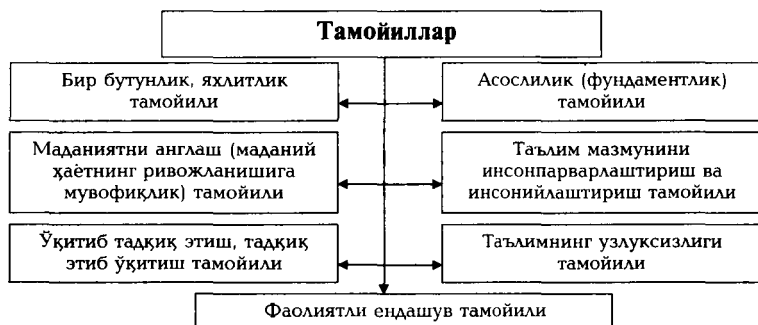 Тамойиллар
Бир бутунлик, яхлитлик
тамойили
Асослилик (фундаментлик)
тамойили
Маданиятни англаш (маданий
ҳаётнинг ривожланишига
мувофиқлик) тамойили
Таълим мазмунини
инсонпарварлаштириш ва
инсонийлаштириш тамойили
Ўқитиб тадқиқ этиш, тадқиқ
этиб ўқитиш тамойили
Таълимнинг узлуксизлиги
тамойили
Фаолиятли ендашув тамойили